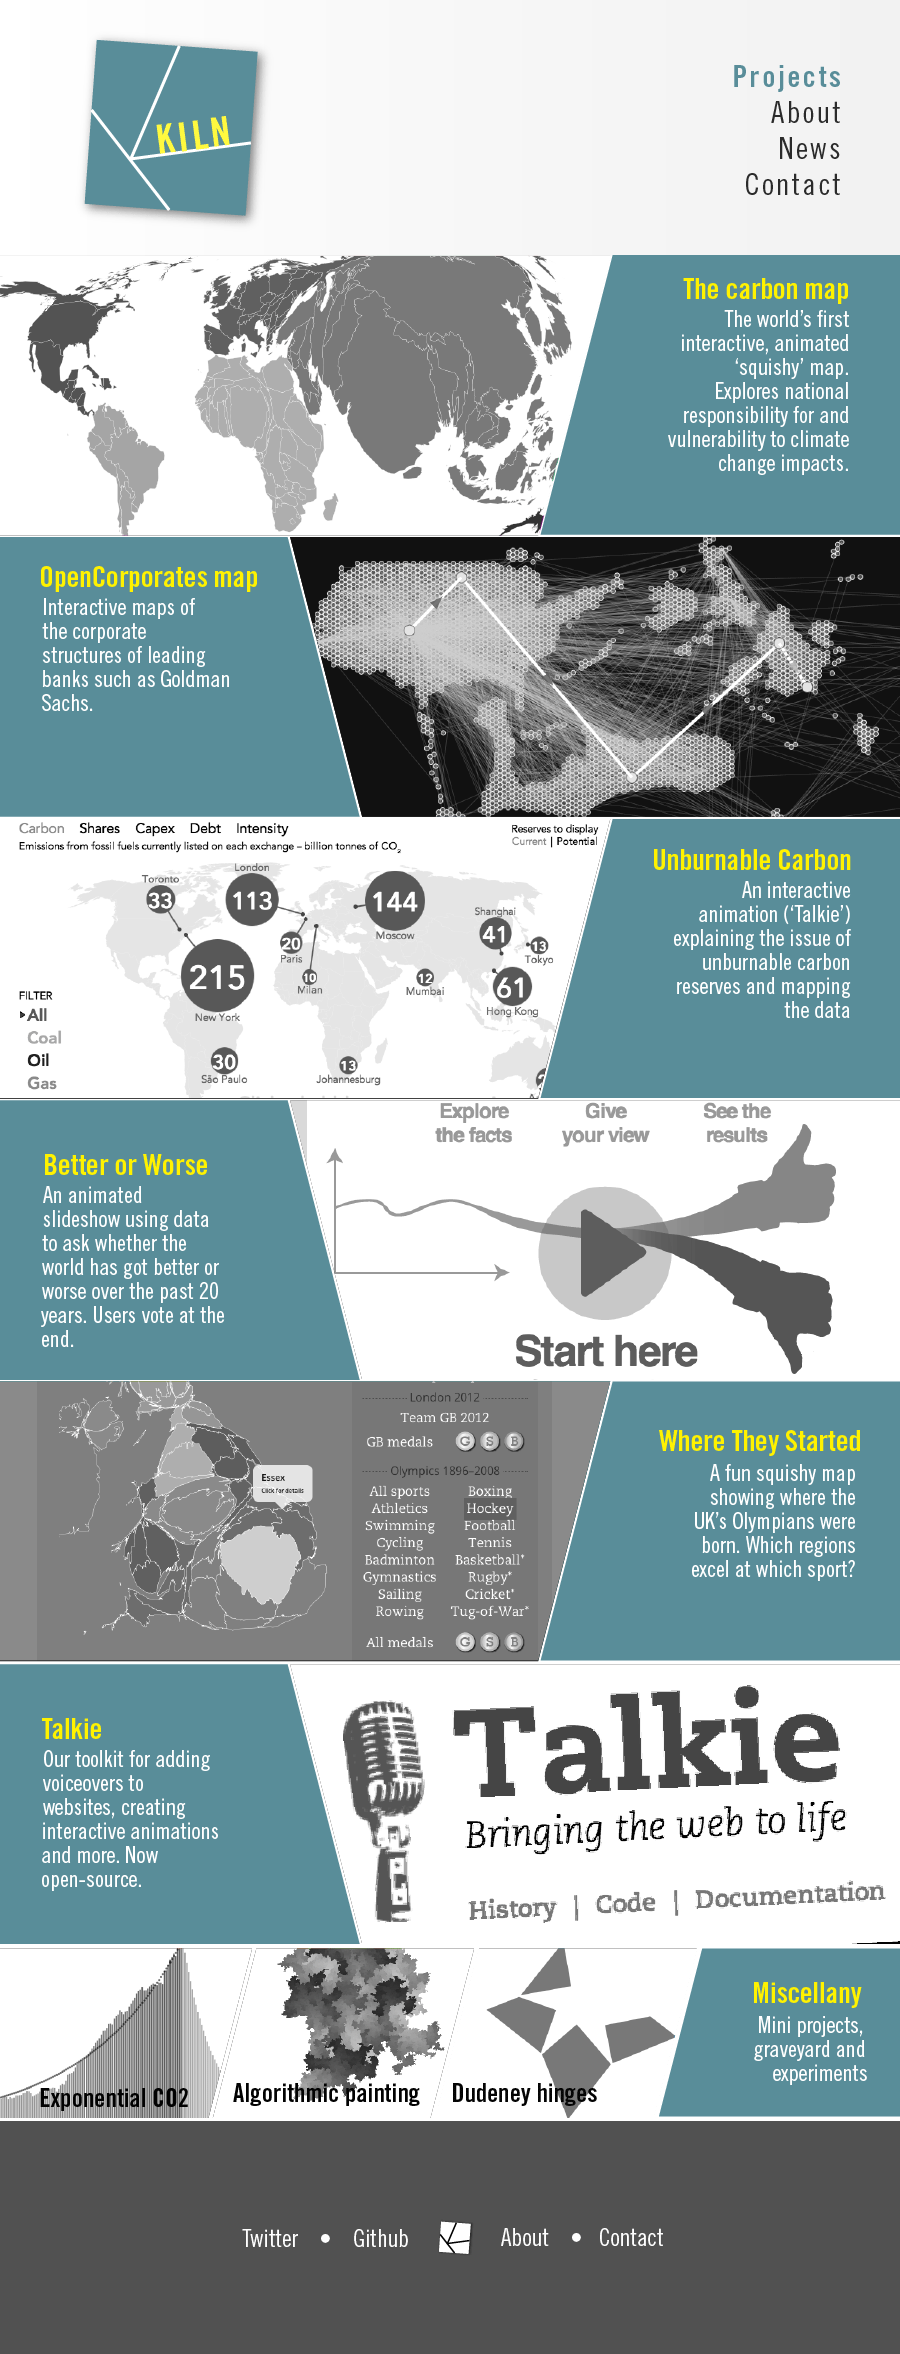 KILN
Projects
About
News
Contact
The carbon map
The world's first
interactive, animated
'squishy' map.
Explores national
responsibility for and
vulnerability to climate
change impacts.
OpenCorporates map
Interactive maps of
the corporate
structures of leading
banks such as Goldman
Sachs.
Carbon Shares Capex Debt Intensity
Emissions from fossil fuels currently listed on each exchange – billion tonnes of CO2
Reserves to display
Current | Potential
London
113
Toronto
33
144
Moscow
Shanghai
41
20
Paris
13
Tokyo
215
New York
10
Milan
12
Mumbai
61
Hong Kong
FILTER
All
Coal
Oil
Gas
30
São Paulo
13
Johannesburg
Unburnable Carbon
An interactive
animation ('Talkie')
explaining the issue of
unburnable carbon
reserves and mapping
the data
Better or Worse
An animated
slideshow using data
to ask whether the
world has got better or
worse over the past 20
years. Users vote at the
end.
Explore
the facts
Give
your view
See the
results
Start here
Essex
Click for details
London 2012
Team GB 2012
GB medals G S B
Olympics 1896–2008
All sports Boxing
Athletics Hockey
Swimming Football
Cycling Tennis
Badminton Basketball*
Gymnastics Rugby*
Sailing Cricket*
Rowing Tug-of-War*
All medals G S B
Where They Started
A fun squishy map
showing where the
UK's Olympians were
born. Which regions
excel at which sport?
Talkie
Our toolkit for adding
voiceovers to
websites, creating
interactive animations
and more. Now
open-source.
Talkie
Bringing the web to life
History | Code | Documentation
Exponential CO2
Algorithmic painting
Dudeney hinges
Miscellany
Mini projects,
graveyard and
experiments
Twitter • Github About • Contact